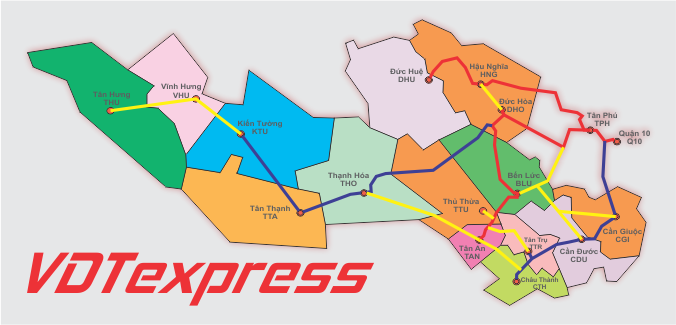 Tân Hưng
THU
Vĩnh Hưng
VHU
Kiến Tường
KTU
Tân Thạnh
TTA
Thạnh Hóa
THO
Đức Huệ
DHU
Hậu Nghĩa
HNG
Đức Hòa
DHO
Tân Phú
TPH
Quận 10
Q10
Bến Lức
BLU
Thủ Thừa
TTU
Tân An
TAN
Tân Trụ
TTR
Cần Đước
CDU
Cần Giuộc
CGI
Châu Thành
CTH
VDTexpress